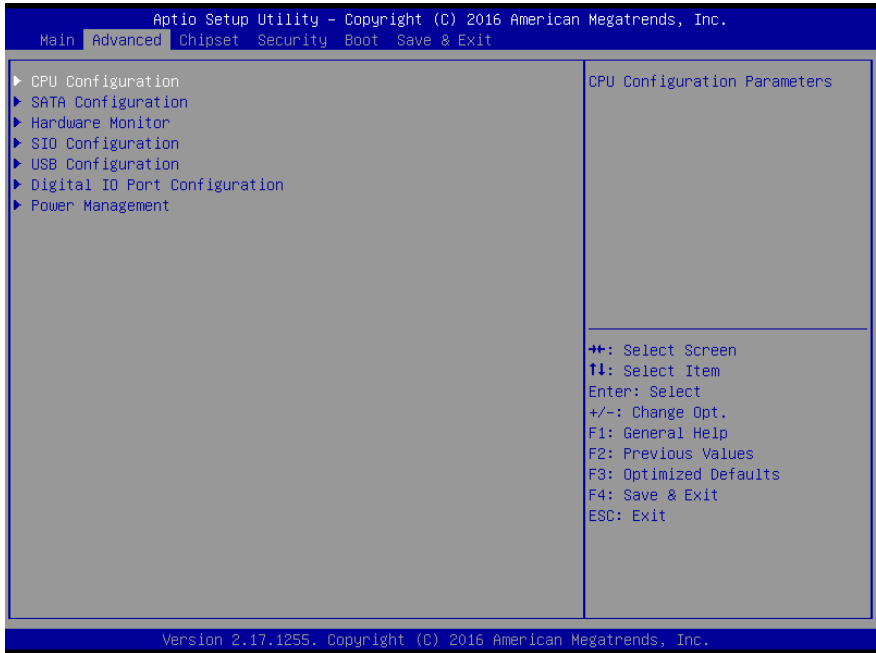 Aptio Setup Utility – Copyright (C) 2016 American Megatrends, Inc.
Main Advanced Chipset Security Boot Save & Exit
▶ CPU Configuration
▶ SATA Configuration
▶ Hardware Monitor
▶ SIO Configuration
▶ USB Configuration
▶ Digital IO Port Configuration
▶ Power Management
CPU Configuration Parameters
→←: Select Screen
↑↓: Select Item
Enter: Select
+/-: Change Opt.
F1: General Help
F2: Previous Values
F3: Optimized Defaults
F4: Save & Exit
ESC: Exit
Version 2.17.1255. Copyright (C) 2016 American Megatrends, Inc.